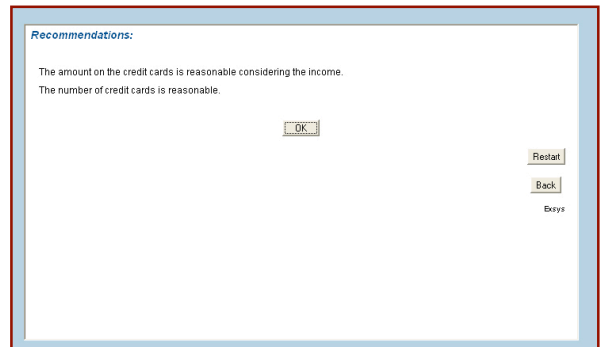 Recommendations:
The amount on the credit cards is reasonable considering the income.
The number of credit cards is reasonable.
OK
Restart
Back
Exsys